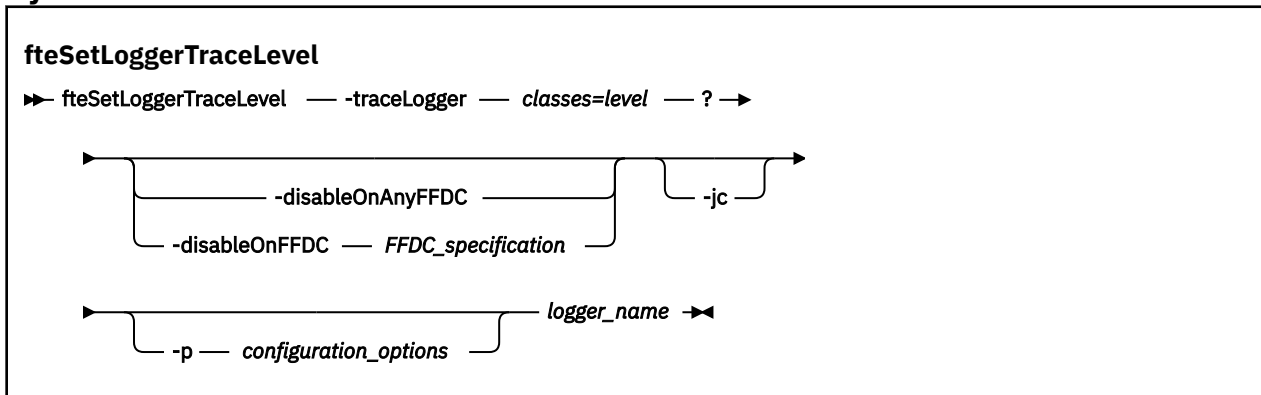 fteSetLoggerTraceLevel
fteSetLoggerTraceLevel -traceLogger classes=level ?
-disableOnAnyFFDC
-jc
-disableOnFFDC FFDC_specification
logger_name
-p configuration_options